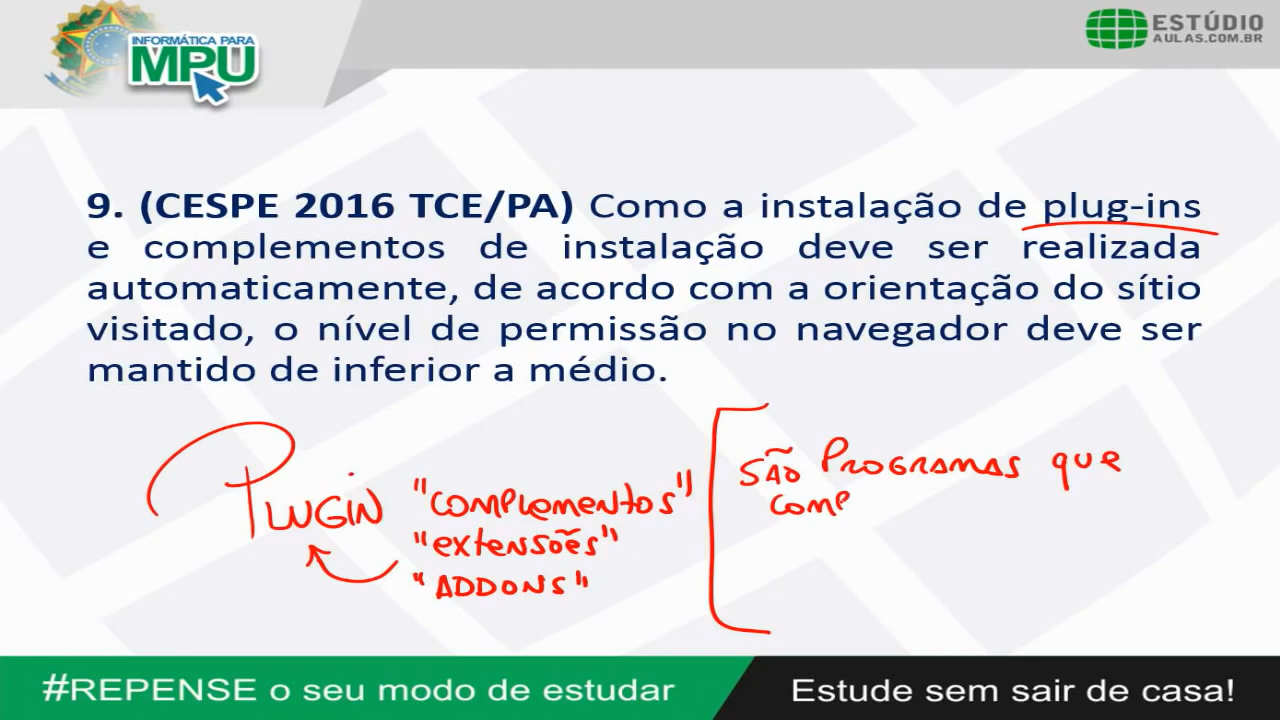 INFORMÁTICA PARA
MPU
ESTÚDIO
AULAS.COM.BR
9. (CESPE 2016 TCE/PA) Como a instalação de plug-ins
e complementos de instalação deve ser realizada
automaticamente, de acordo com a orientação do sítio
visitado, o nível de permissão no navegador deve ser
mantido de inferior a médio.
PLUGIN
"COMPLEMENTOS"
"EXTENSÕES"
"ADDONS"
SÃO PROGRAMAS QUE
COMP
#REPENSE o seu modo de estudar
Estude sem sair de casa!